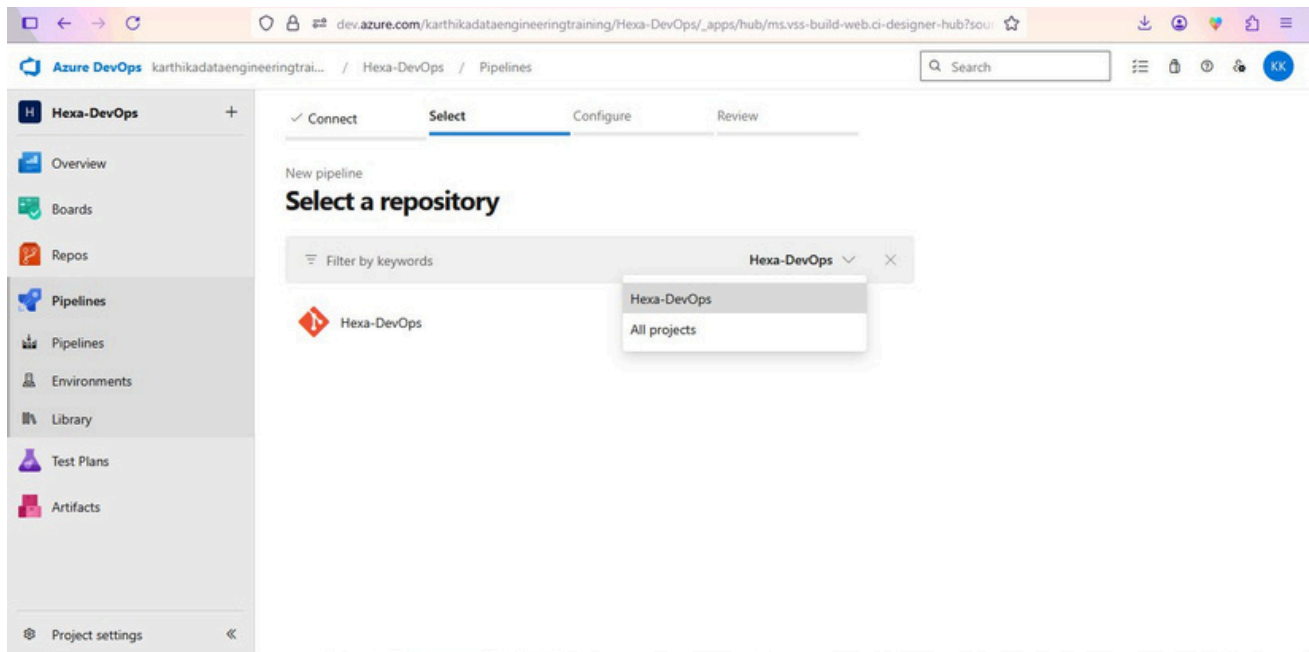 dev.azure.com/karthikadataengineeringtraining/Hexa-DevOps/_apps/hub/ms.vss-build-web.ci-designer-hub?sour
Azure DevOps karthikadataengineeringtrai... / Hexa-DevOps / Pipelines Search KK
H Hexa-DevOps +
Connect Select Configure Review
Overview
Boards
Repos
Pipelines
Pipelines
Environments
Library
Test Plans
Artifacts
Project settings
New pipeline
Select a repository
Filter by keywords Hexa-DevOps
Hexa-DevOps
Hexa-DevOps
All projects